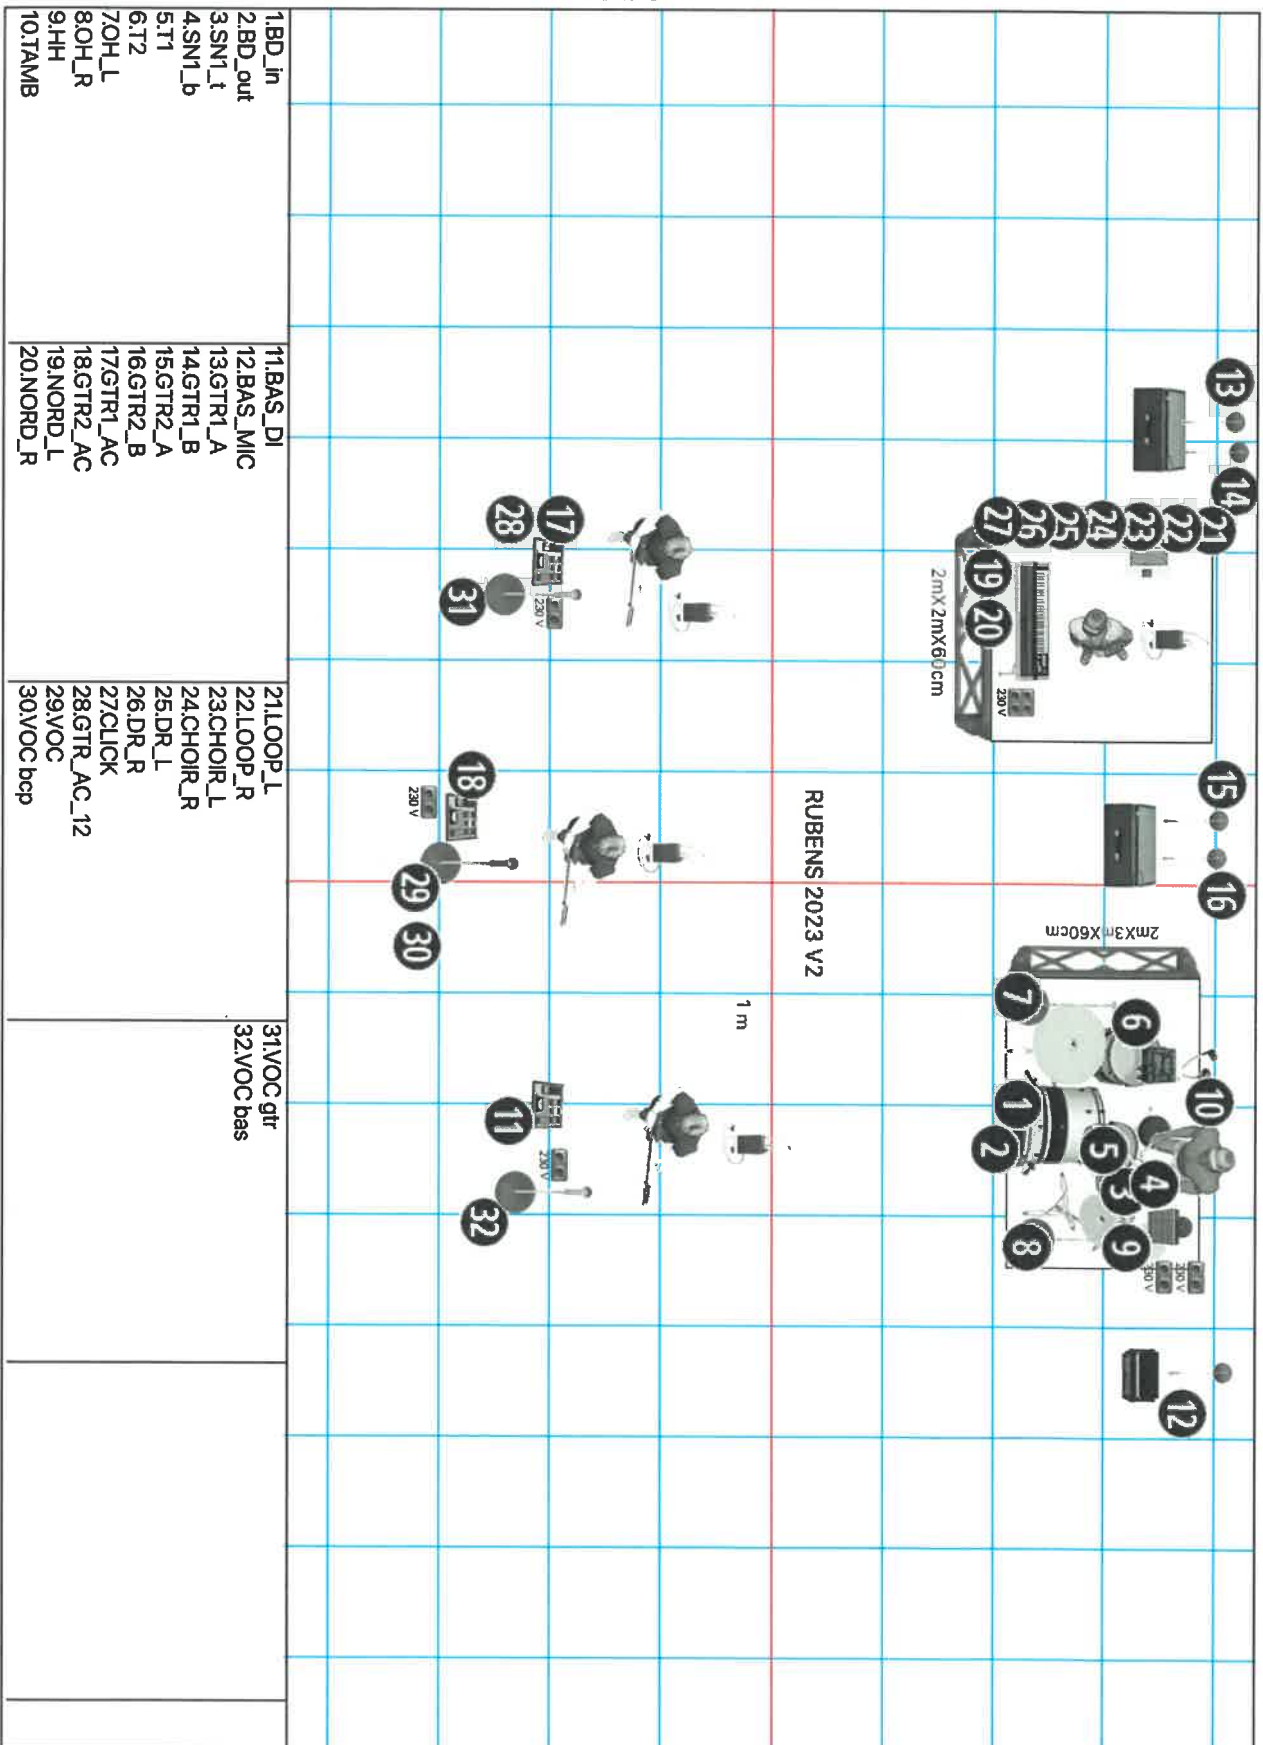 13
14
15
16
12
21
22
23
24
25
26
27
19
20
230 V
2mX2mX60cm
2mX3mX60cm
10
6
4
3
5
9
7
1
2
8
230 V
230 V
RUBENS 2023 V2
1 m
17
28
31
230 V
18
230 V
29
30
11
230 V
32
1.BD_in
2.BD_out
3.SN1_t
4.SN1_b
5.T1
6.T2
7.OH_L
8.OH_R
9.HH
10.TAMB
11.BAS_DI
12.BAS_MIC
13.GTR1_A
14.GTR1_B
15.GTR2_A
16.GTR2_B
17.GTR1_AC
18.GTR2_AC
19.NORD_L
20.NORD_R
21.LOOP_L
22.LOOP_R
23.CHOIR_L
24.CHOIR_R
25.DR_L
26.DR_R
27.CLICK
28.GTR_AC_12
29.VOC
30.VOC bcp
31.VOC gtr
32.VOC bas